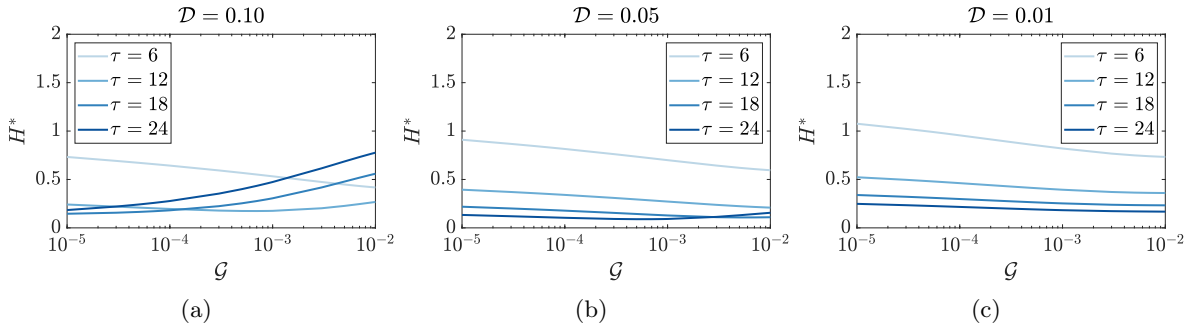 𝒟 = 0.10
2
1.5
1
0.5
0
H*
τ = 6
τ = 12
τ = 18
τ = 24
10⁻⁵
10⁻⁴
10⁻³
10⁻²
𝒢
(a)
𝒟 = 0.05
2
1.5
1
0.5
0
H*
τ = 6
τ = 12
τ = 18
τ = 24
10⁻⁵
10⁻⁴
10⁻³
10⁻²
𝒢
(b)
𝒟 = 0.01
2
1.5
1
0.5
0
H*
τ = 6
τ = 12
τ = 18
τ = 24
10⁻⁵
10⁻⁴
10⁻³
10⁻²
𝒢
(c)